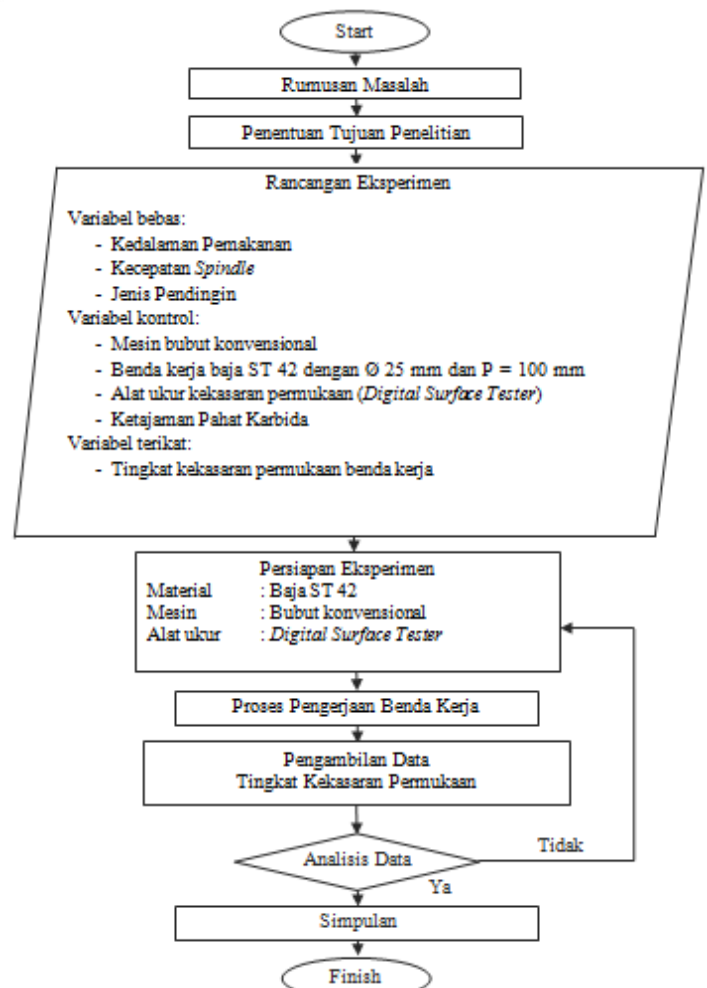 Start
Rumusan Masalah
Penentuan Tujuan Penelitian
Rancangan Eksperimen
Variabel bebas:
- Kedalaman Pemakanan
- Kecepatan Spindle
- Jenis Pendingin
Variabel kontrol:
- Mesin bubut konvensional
- Benda kerja baja ST 42 dengan Ø 25 mm dan P = 100 mm
- Alat ukur kekasaran permukaan (Digital Surface Tester)
- Ketajaman Pahat Karbida
Variabel terikat:
- Tingkat kekasaran permukaan benda kerja
Persiapan Eksperimen
Material : Baja ST 42
Mesin : Bubut konvensional
Alat ukur : Digital Surface Tester
Proses Pengerjaan Benda Kerja
Pengambilan Data
Tingkat Kekasaran Permukaan
Analisis Data
Tidak
Ya
Simpulan
Finish